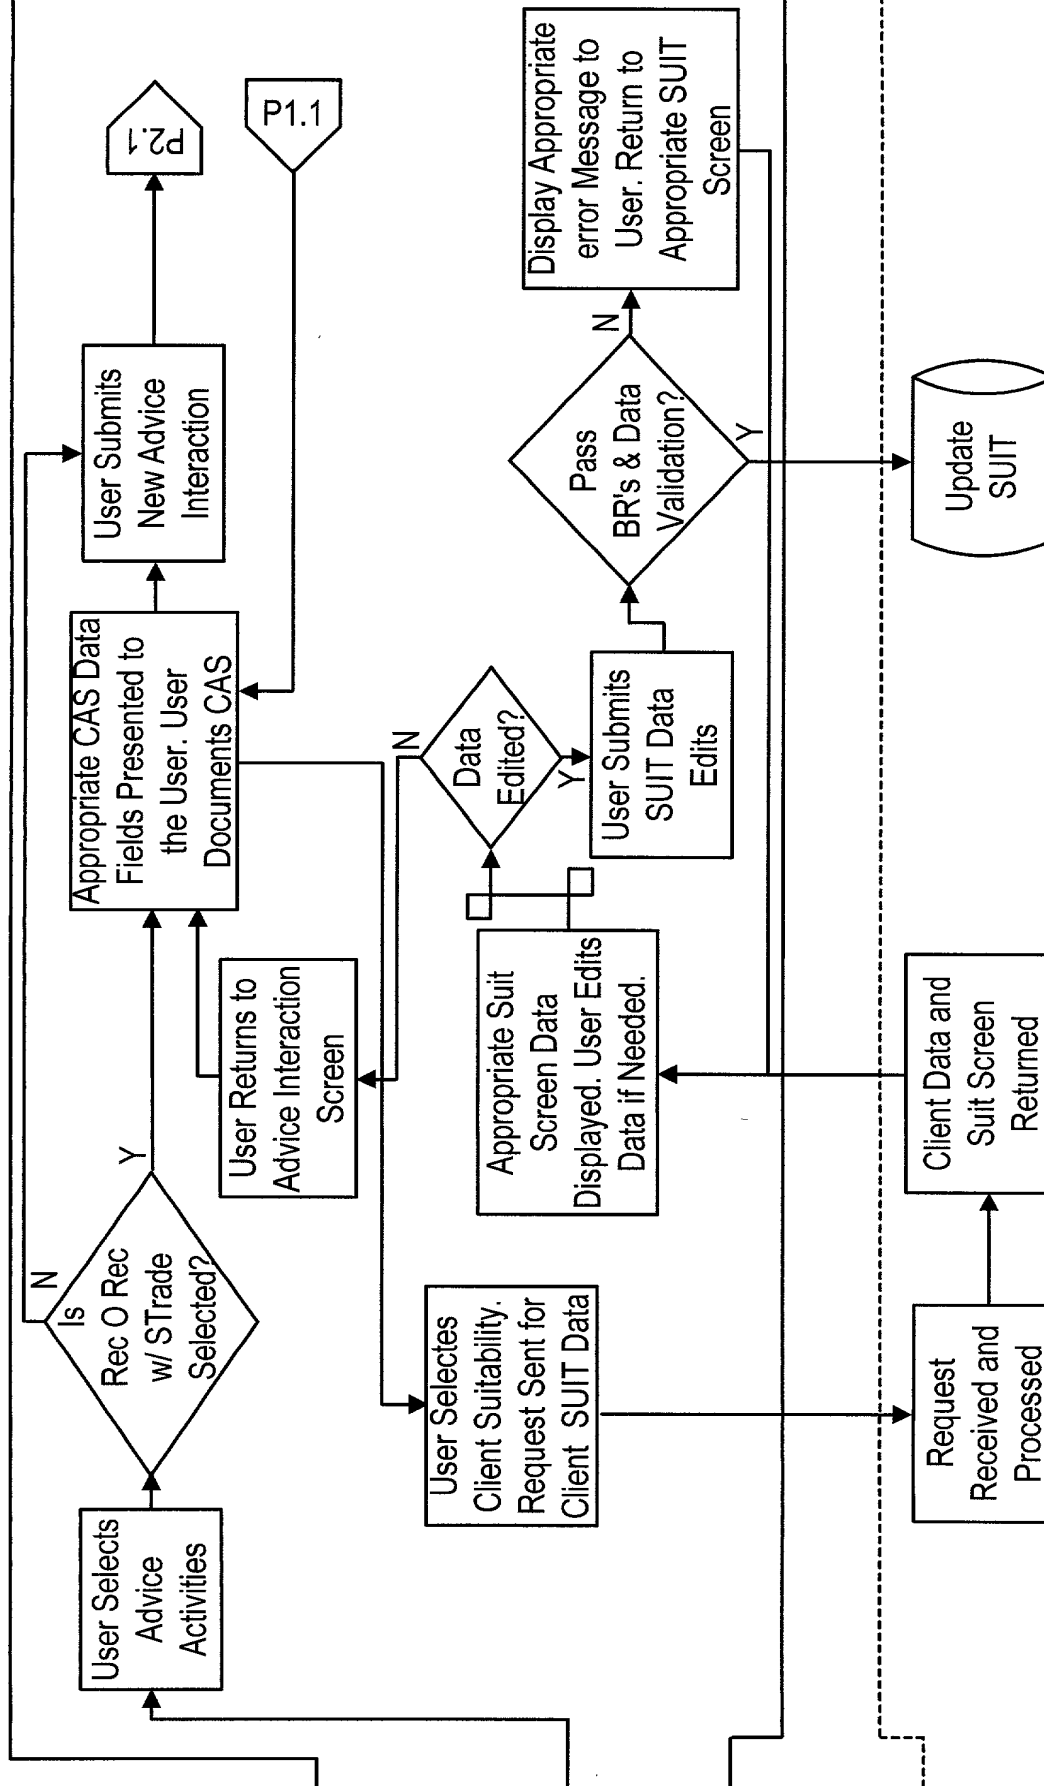 User Selects
Advice
Activities
N
Is
Rec O Rec
w/ STrade
Selected?
Y
Appropriate CAS Data
Fields Presented to
the User. User
Documents CAS
User Submits
New Advice
Interaction
P2.1
P1.1
User Returns to
Advice Interaction
Screen
User Selectes
Client Suitability.
Request Sent for
Client SUIT Data
Appropriate Suit
Screen Data
Displayed. User Edits
Data if Needed.
N
Data
Edited?
Y
User Submits
SUIT Data
Edits
Pass
BR's & Data
Validation?
N
Y
Display Appropriate
error Message to
User. Return to
Appropriate SUIT
Screen
Request
Received and
Processed
Client Data and
Suit Screen
Returned
Update
SUIT